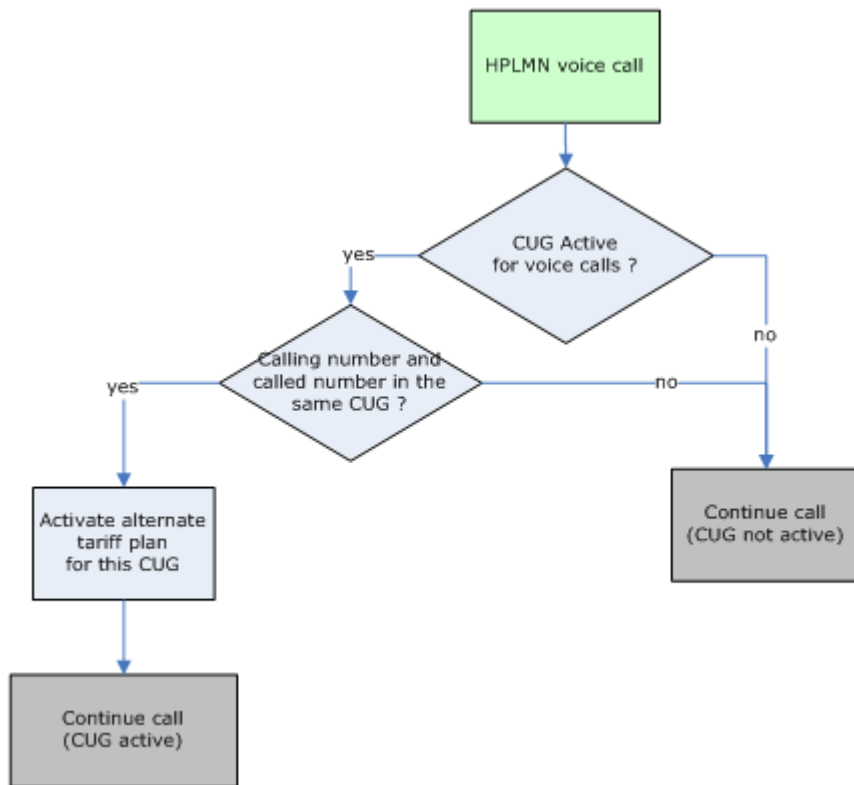 HPLMN voice call
CUG Active
for voice calls ?
yes
no
Calling number and
called number in the
same CUG ?
yes
no
Activate alternate
tariff plan
for this CUG
Continue call
(CUG not active)
Continue call
(CUG active)